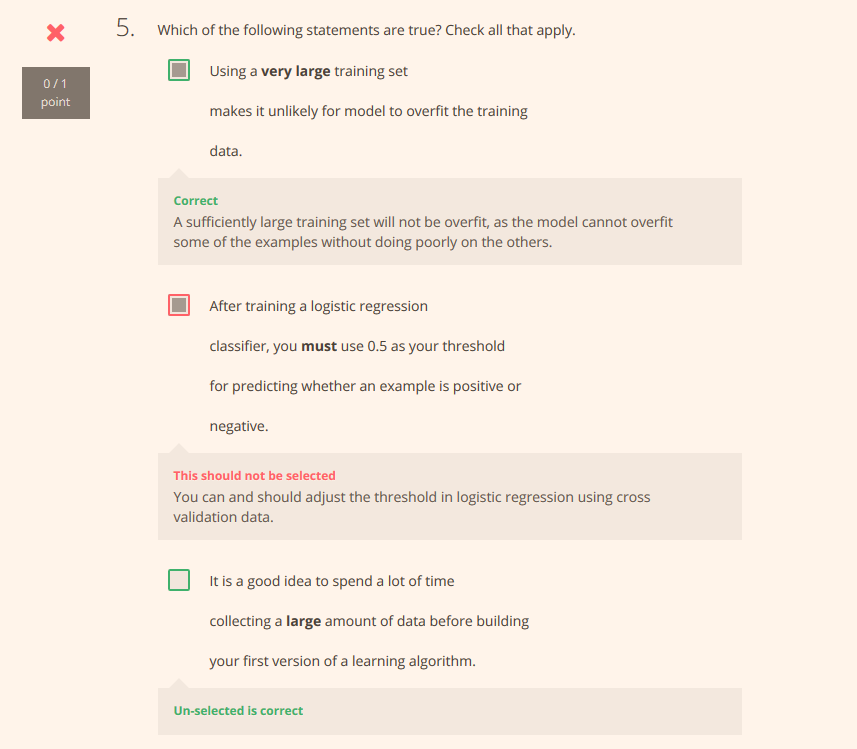 5. Which of the following statements are true? Check all that apply.
0 / 1
point
Using a very large training set
makes it unlikely for model to overfit the training
data.
Correct
A sufficiently large training set will not be overfit, as the model cannot overfit
some of the examples without doing poorly on the others.
After training a logistic regression
classifier, you must use 0.5 as your threshold
for predicting whether an example is positive or
negative.
This should not be selected
You can and should adjust the threshold in logistic regression using cross
validation data.
It is a good idea to spend a lot of time
collecting a large amount of data before building
your first version of a learning algorithm.
Un-selected is correct